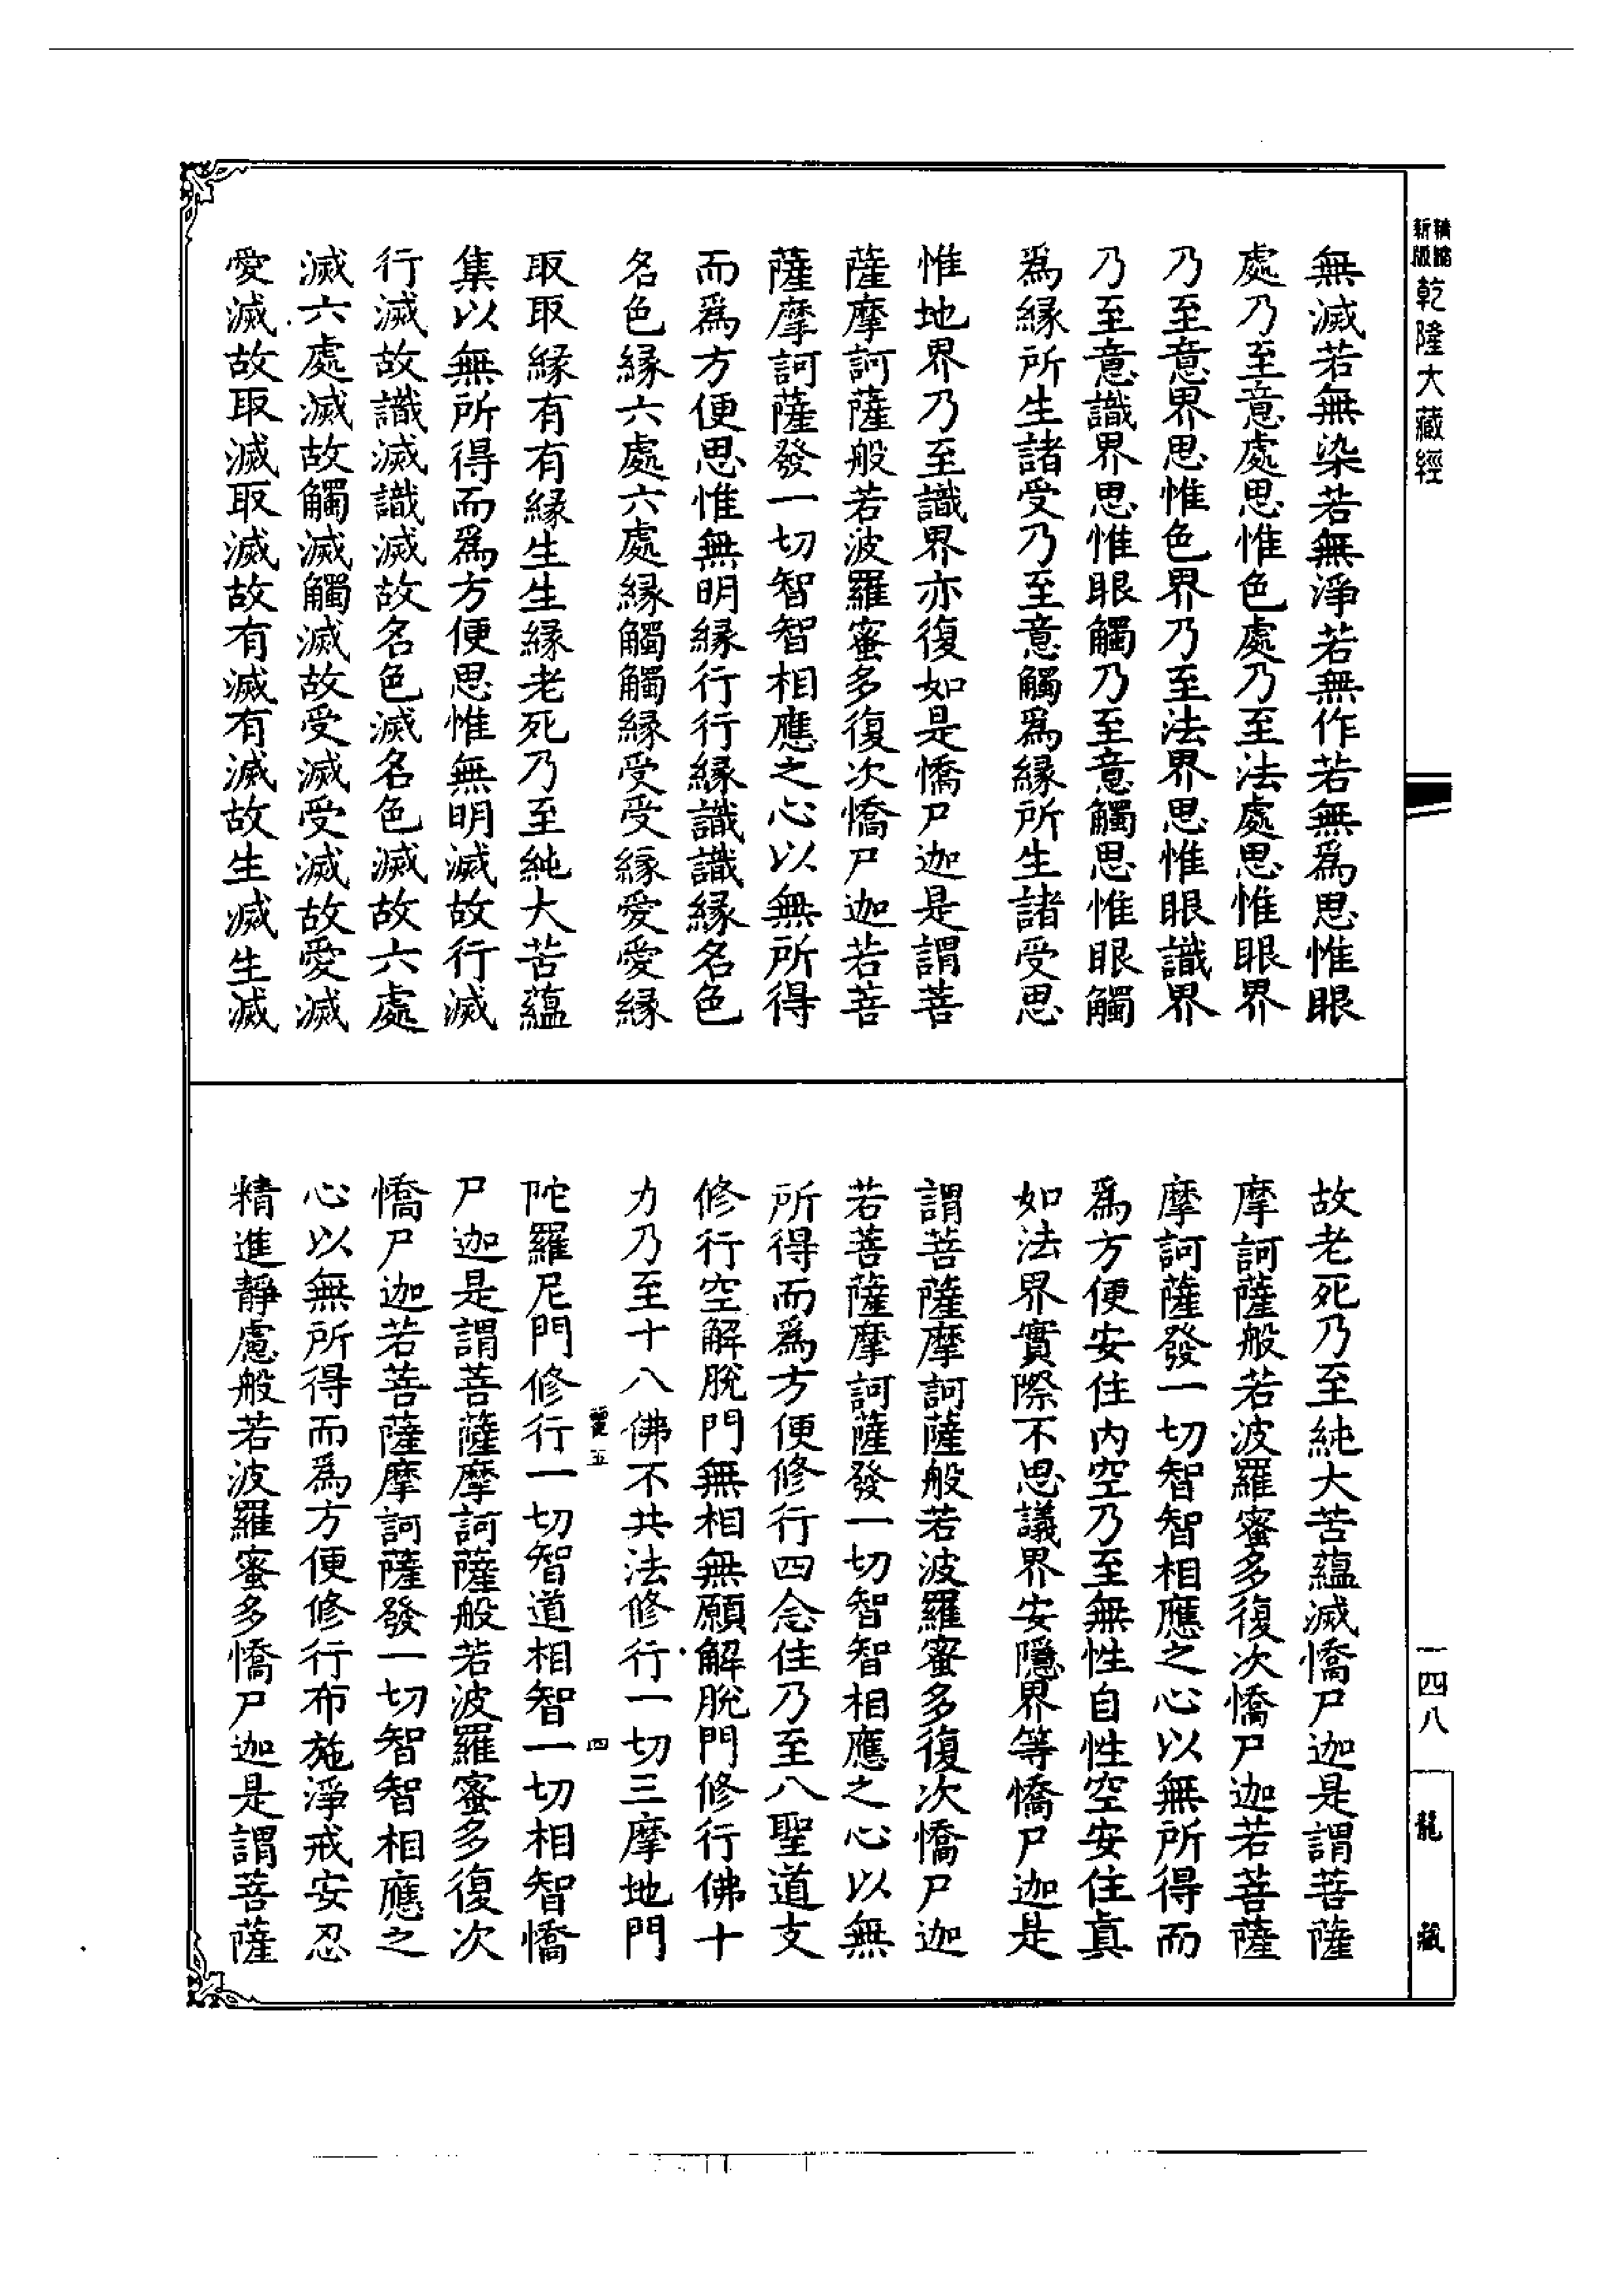 新版
精縮
乾隆大藏經
無滅若無染若無淨若無作若無爲思惟眼
處乃至意處思惟色處乃至法處思惟眼界
乃至意界思惟色界乃至法界思惟眼識界
乃至意識界思惟眼觸乃至意觸思惟眼觸
爲緣所生諸受乃至意觸爲緣所生諸受思
惟地界乃至識界亦復如是憍尸迦是謂菩
薩摩訶薩般若波羅蜜多復次憍尸迦若菩
薩摩訶薩發一切智智相應之心以無所得
而爲方便思惟無明緣行行緣識識緣名色
名色緣六處六處緣觸觸緣受受緣愛愛緣
取取緣有有緣生生緣老死乃至純大苦蘊
集以無所得而爲方便思惟無明滅故行滅
行滅故識滅識滅故名色滅名色滅故六處
滅六處滅故觸滅觸滅故受滅受滅故愛滅
愛滅故取滅取滅故有滅有滅故生滅生滅
故老死乃至純大苦蘊滅憍尸迦是謂菩薩
摩訶薩般若波羅蜜多復次憍尸迦若菩薩
摩訶薩發一切智智相應之心以無所得而
爲方便安住內空乃至無性自性空安住真
如法界實際不思議界安隱界等憍尸迦是
謂菩薩摩訶薩般若波羅蜜多復次憍尸迦
若菩薩摩訶薩發一切智智相應之心以無
所得而爲方便修行四念住乃至八聖道支
修行空解脫門無相無願解脫門修行佛十
力乃至十八佛不共法修行一切三摩地門
五 四
陀羅尼門修行一切智道相智一切相智憍
尸迦是謂菩薩摩訶薩般若波羅蜜多復次
憍尸迦若菩薩摩訶薩發一切智智相應之
心以無所得而爲方便修行布施淨戒安忍
精進靜慮般若波羅蜜多憍尸迦是謂菩薩
一四八
龍藏